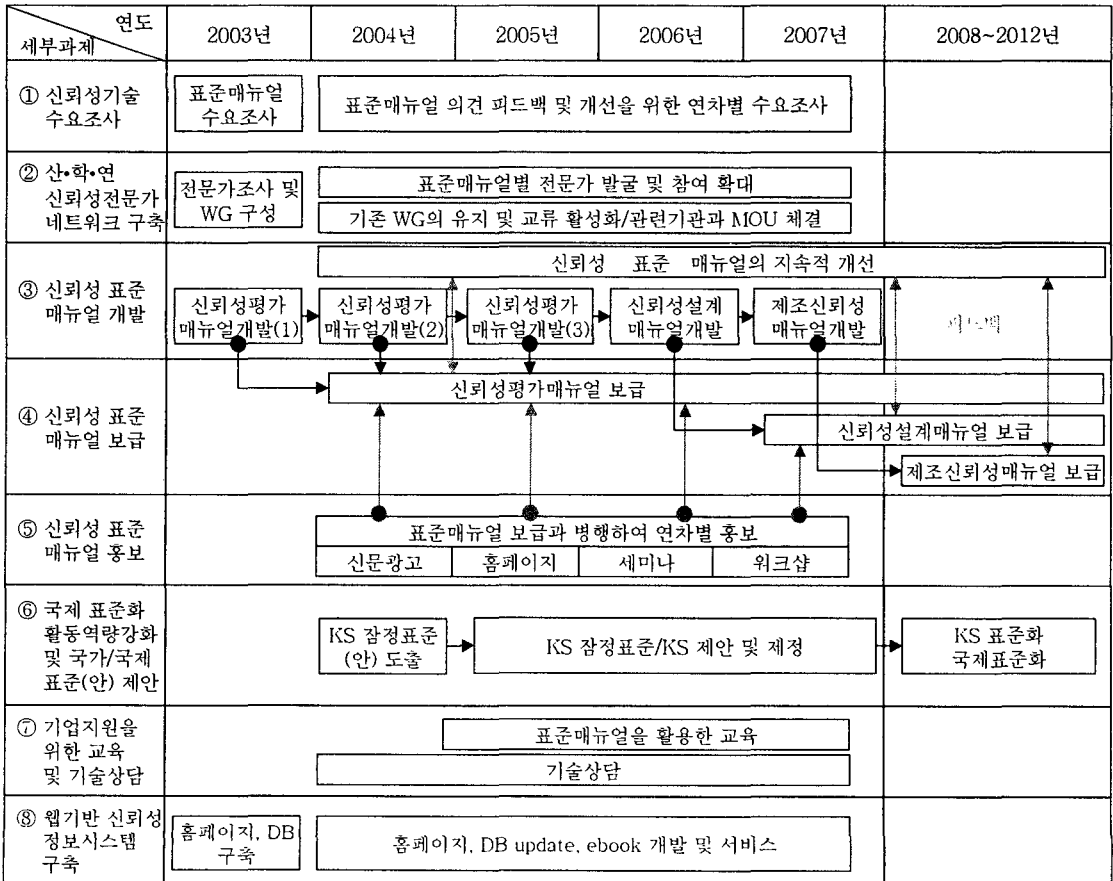 연도
세부과제
2003년
2004년
2005년
2006년
2007년
2008~2012년
① 신뢰성기술
수요조사
표준매뉴얼
수요조사
표준매뉴얼 의견 피드백 및 개선을 위한 연차별 수요조사
② 산•학•연
신뢰성전문가
네트워크 구축
전문가조사 및
WG 구성
표준매뉴얼별 전문가 발굴 및 참여 확대
기존 WG의 유지 및 교류 활성화/관련기관과 MOU 체결
③ 신뢰성 표준
매뉴얼 개발
신뢰성 표준 매뉴얼의 지속적 개선
신뢰성평가
매뉴얼개발(1)
신뢰성평가
매뉴얼개발(2)
신뢰성평가
매뉴얼개발(3)
신뢰성설계
매뉴얼개발
제조신뢰성
매뉴얼개발
④ 신뢰성 표준
매뉴얼 보급
신뢰성평가매뉴얼 보급
신뢰성설계매뉴얼 보급
제조신뢰성매뉴얼 보급
⑤ 신뢰성 표준
매뉴얼 홍보
표준매뉴얼 보급과 병행하여 연차별 홍보
신문광고
홈페이지
세미나
워크샵
⑥ 국제 표준화
활동역량강화
및 국가/국제
표준(안) 제안
KS 잠정표준
(안) 도출
KS 잠정표준/KS 제안 및 제정
KS 표준화
국제표준화
⑦ 기업지원을
위한 교육
및 기술상담
표준매뉴얼을 활용한 교육
기술상담
⑧ 웹기반 신뢰성
정보시스템
구축
홈페이지, DB
구축
홈페이지, DB update, ebook 개발 및 서비스